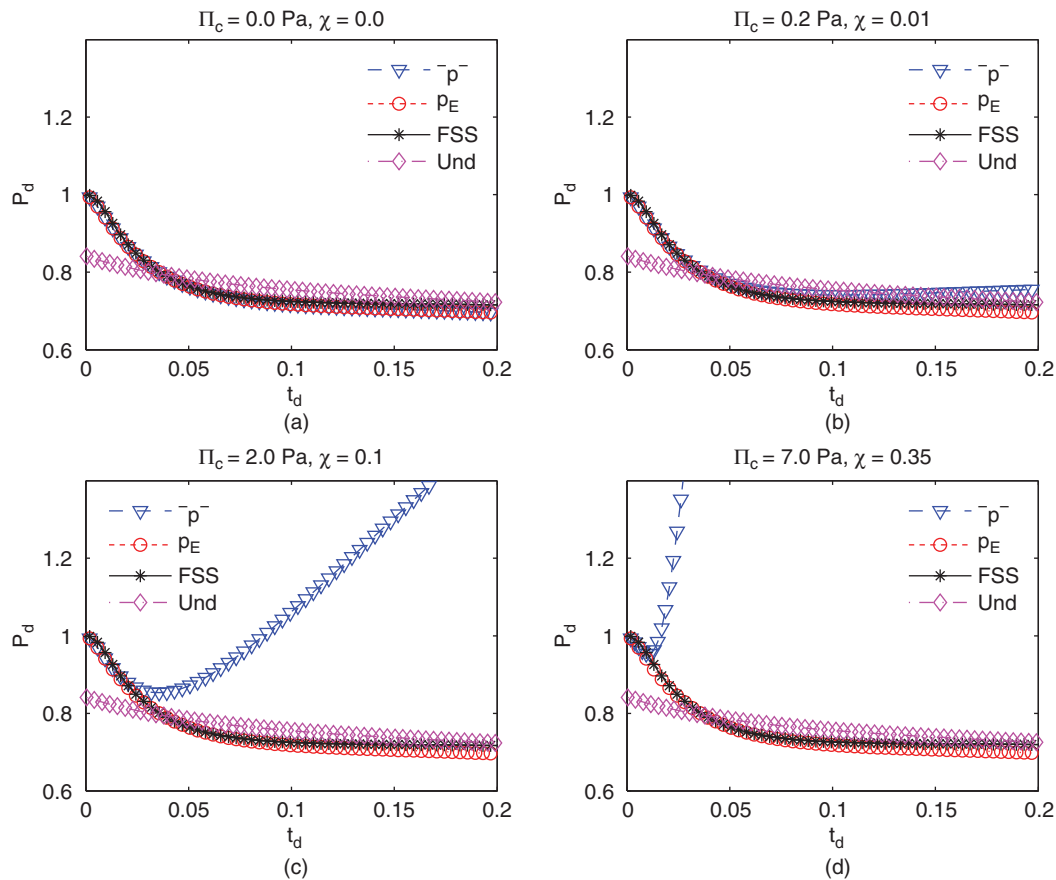 Π_c = 0.0 Pa, χ = 0.0
1.2
1
0.8
0.6
P_d
⁻p⁻
p_E
FSS
Und
0 0.05 0.1 0.15 0.2
t_d
(a)
Π_c = 0.2 Pa, χ = 0.01
1.2
1
0.8
0.6
P_d
⁻p⁻
p_E
FSS
Und
0 0.05 0.1 0.15 0.2
t_d
(b)
Π_c = 2.0 Pa, χ = 0.1
1.2
1
0.8
0.6
P_d
⁻p⁻
p_E
FSS
Und
0 0.05 0.1 0.15 0.2
t_d
(c)
Π_c = 7.0 Pa, χ = 0.35
1.2
1
0.8
0.6
P_d
⁻p⁻
p_E
FSS
Und
0 0.05 0.1 0.15 0.2
t_d
(d)